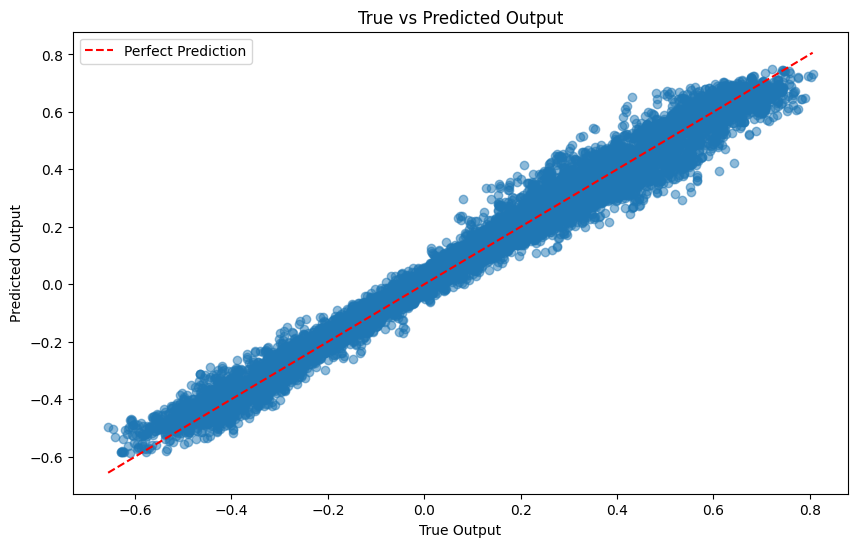 True vs Predicted Output
Perfect Prediction
Predicted Output
0.8
0.6
0.4
0.2
0.0
−0.2
−0.4
−0.6
−0.6 −0.4 −0.2 0.0 0.2 0.4 0.6 0.8
True Output